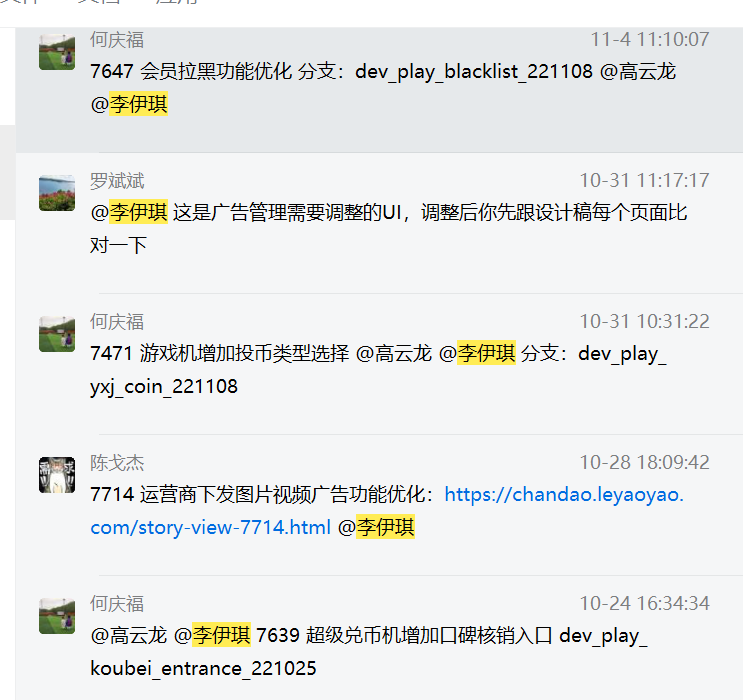 何庆福 11-4 11:10:07
7647 会员拉黑功能优化 分支：dev_play_blacklist_221108 @高云龙
@李伊琪
罗斌斌 10-31 11:17:17
@李伊琪 这是广告管理需要调整的UI，调整后你先跟设计稿每个页面比
对一下
何庆福 10-31 10:31:22
7471 游戏机增加投币类型选择 @高云龙 @李伊琪 分支：dev_play_
yxj_coin_221108
陈戈杰 10-28 18:09:42
7714 运营商下发图片视频广告功能优化：https://chandao.leyaoyao.
com/story-view-7714.html @李伊琪
何庆福 10-24 16:34:34
@高云龙 @李伊琪 7639 超级兑币机增加口碑核销入口 dev_play_
koubei_entrance_221025